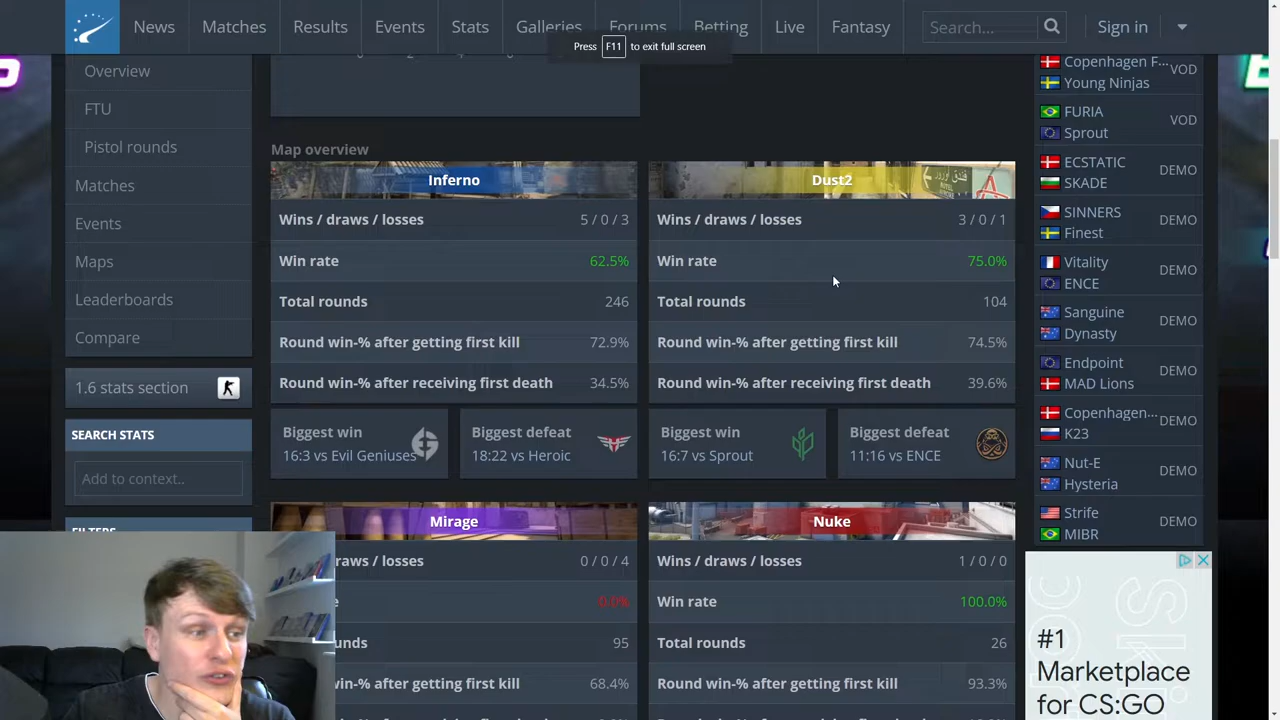 News Matches Results Events Stats Galleries Forums Betting Live Fantasy Search... Sign in
Press F11 to exit full screen
Overview
FTU
Pistol rounds
Matches
Events
Maps
Leaderboards
Compare
1.6 stats section
SEARCH STATS
Add to context..
FILTERS
Map overview
Inferno
Wins / draws / losses 5 / 0 / 3
Win rate 62.5%
Total rounds 246
Round win-% after getting first kill 72.9%
Round win-% after receiving first death 34.5%
Biggest win
16:3 vs Evil Geniuses
Biggest defeat
18:22 vs Heroic
Dust2
Wins / draws / losses 3 / 0 / 1
Win rate 75.0%
Total rounds 104
Round win-% after getting first kill 74.5%
Round win-% after receiving first death 39.6%
Biggest win
16:7 vs Sprout
Biggest defeat
11:16 vs ENCE
Mirage
raws / losses 0 / 0 / 4
0.0%
unds 95
in-% after getting first kill 68.4%
Nuke
Wins / draws / losses 1 / 0 / 0
Win rate 100.0%
Total rounds 26
Round win-% after getting first kill 93.3%
Copenhagen F...
Young Ninjas VOD
FURIA
Sprout VOD
ECSTATIC
SKADE DEMO
SINNERS
Finest DEMO
Vitality
ENCE DEMO
Sanguine
Dynasty DEMO
Endpoint
MAD Lions DEMO
Copenhagen...
K23 DEMO
Nut-E
Hysteria DEMO
Strife
MIBR DEMO
#1
Marketplace
for CS:GO